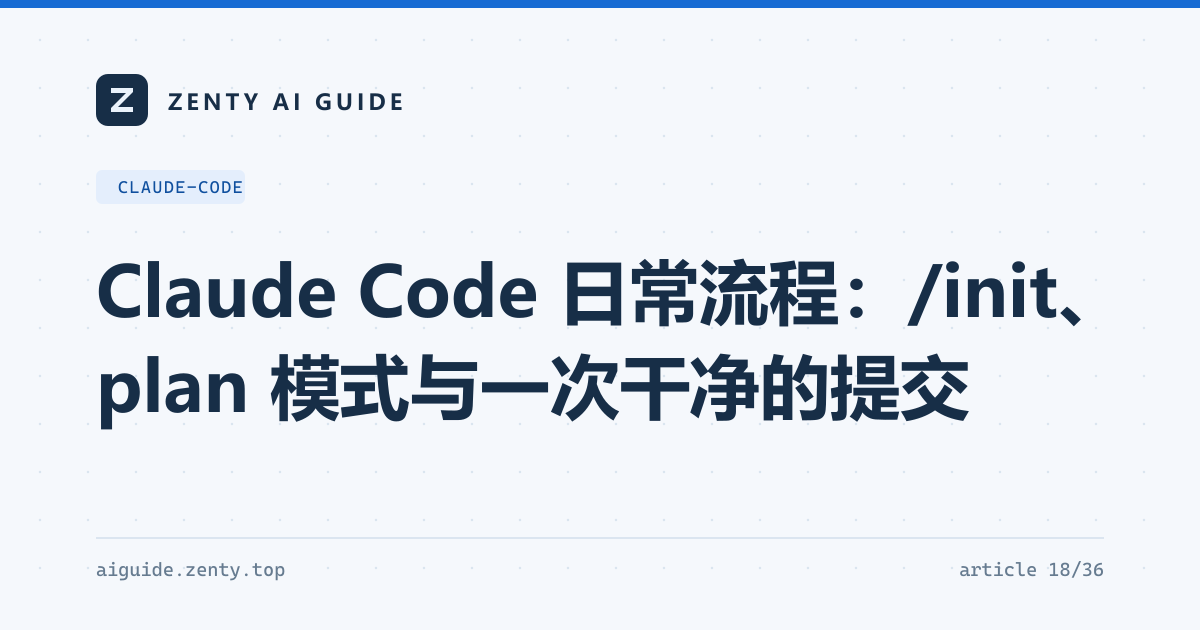 Z ZENTY AI GUIDE
CLAUDE-CODE
Claude Code 日常流程：/init、
plan 模式与一次干净的提交
aiguide.zenty.top
article 18/36